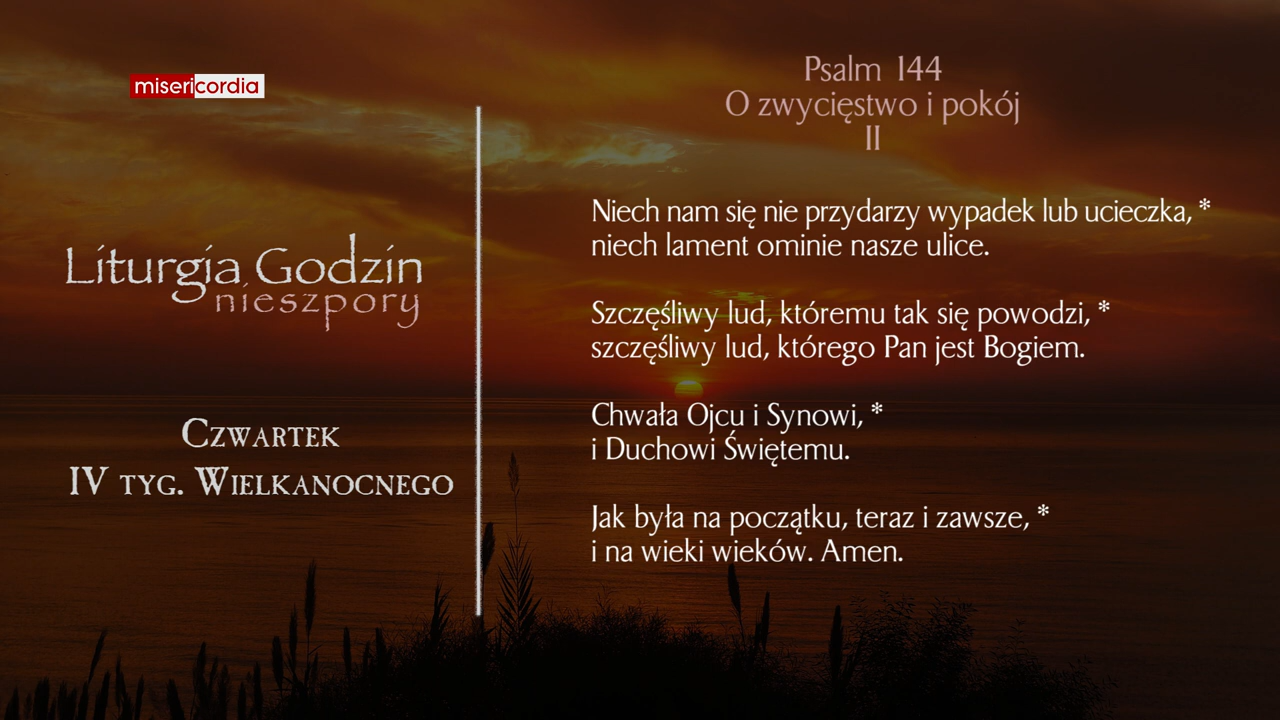 misericordia
Liturgia Godzin
nieszpory
Czwartek
IV tyg. Wielkanocnego
Psalm 144
O zwycięstwo i pokój
II
Niech nam się nie przydarzy wypadek lub ucieczka, *
niech lament ominie nasze ulice.
Szczęśliwy lud, któremu tak się powodzi, *
szczęśliwy lud, którego Pan jest Bogiem.
Chwała Ojcu i Synowi, *
i Duchowi Świętemu.
Jak była na początku, teraz i zawsze, *
i na wieki wieków. Amen.